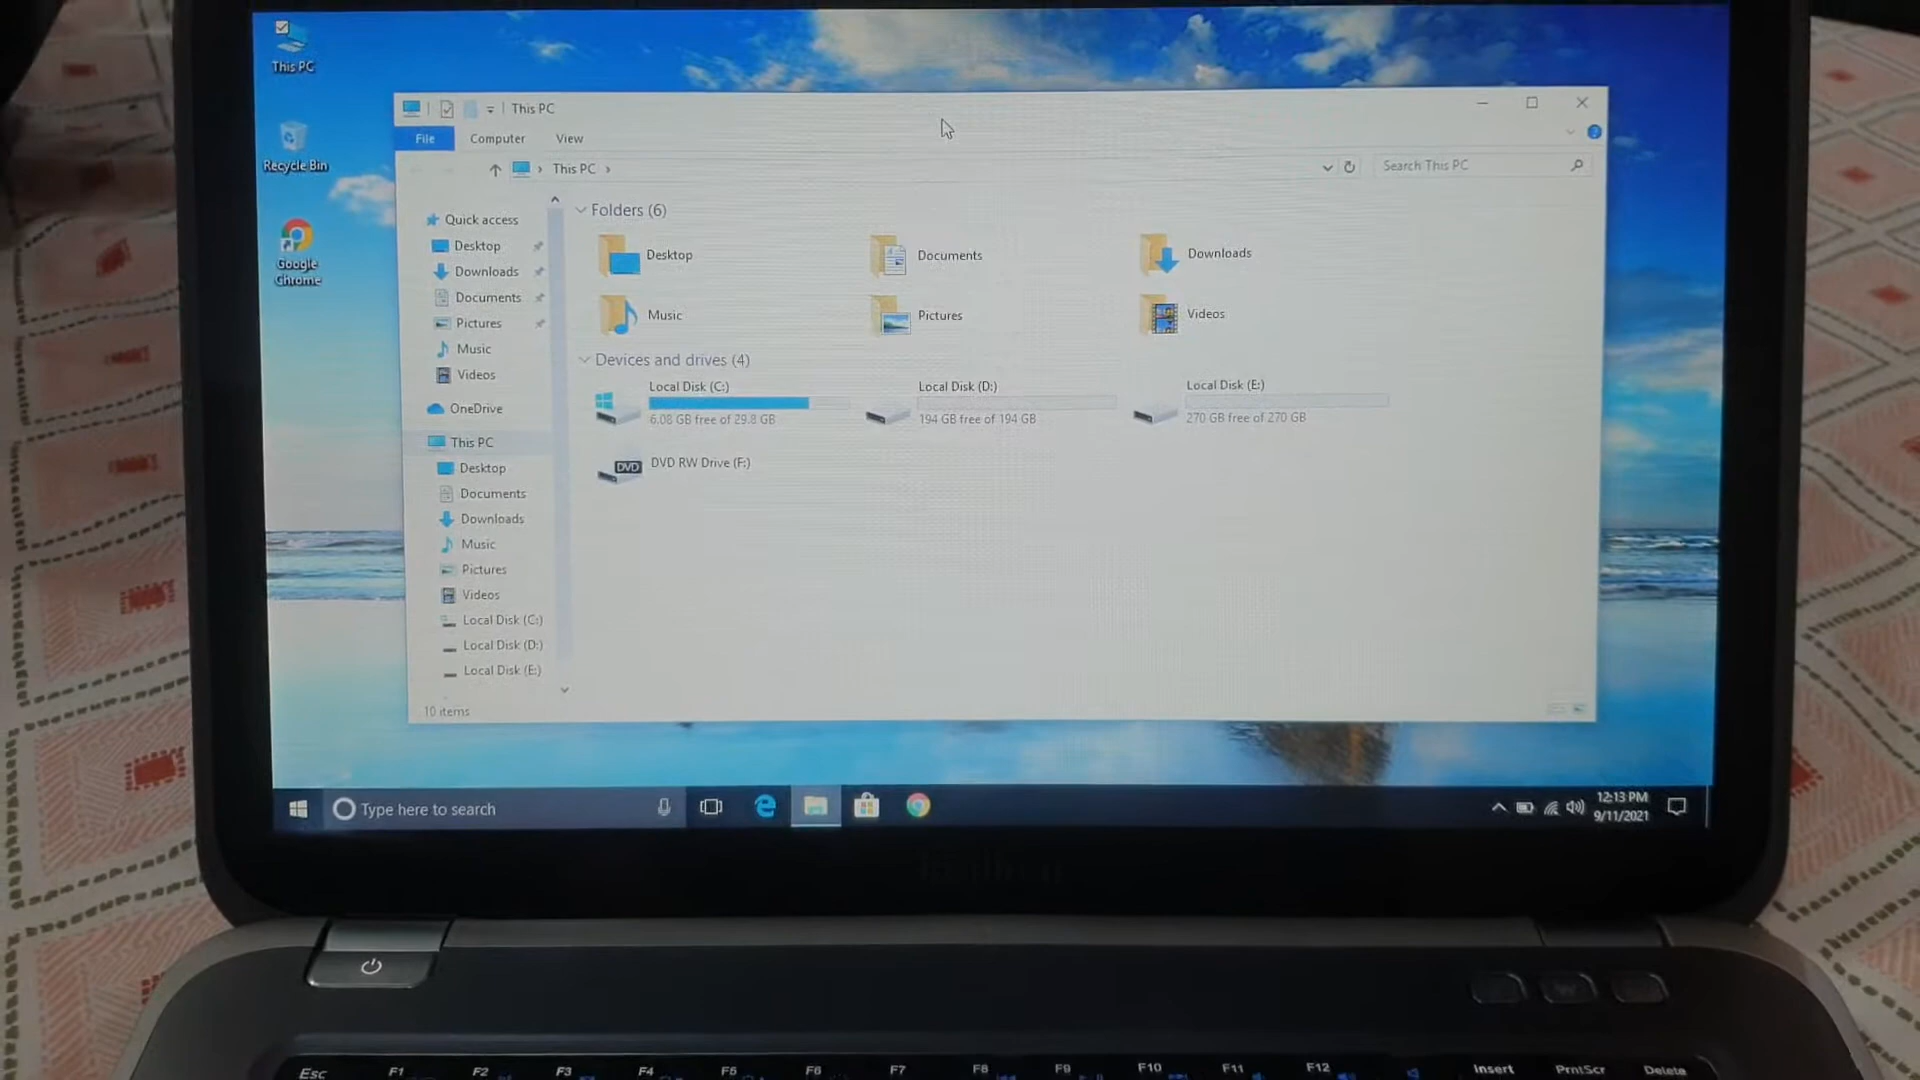 This PC
Recycle Bin
Google
Chrome
This PC
File Computer View
This PC
Search This PC
Quick access
Desktop
Downloads
Documents
Pictures
Music
Videos
OneDrive
This PC
Desktop
Documents
Downloads
Music
Pictures
Videos
Local Disk (C:)
Local Disk (D:)
Local Disk (E:)
10 items
Folders (6)
Desktop Documents Downloads
Music Pictures Videos
Devices and drives (4)
Local Disk (C:) Local Disk (D:) Local Disk (E:)
6.08 GB free of 29.8 GB 194 GB free of 194 GB 270 GB free of 270 GB
DVD DVD RW Drive (F:)
Type here to search
12:13 PM
9/11/2021
Esc F1 F2 F3 F4 F5 F6 F7 F8 F9 F10 F11 F12 Insert PrntScr Delete